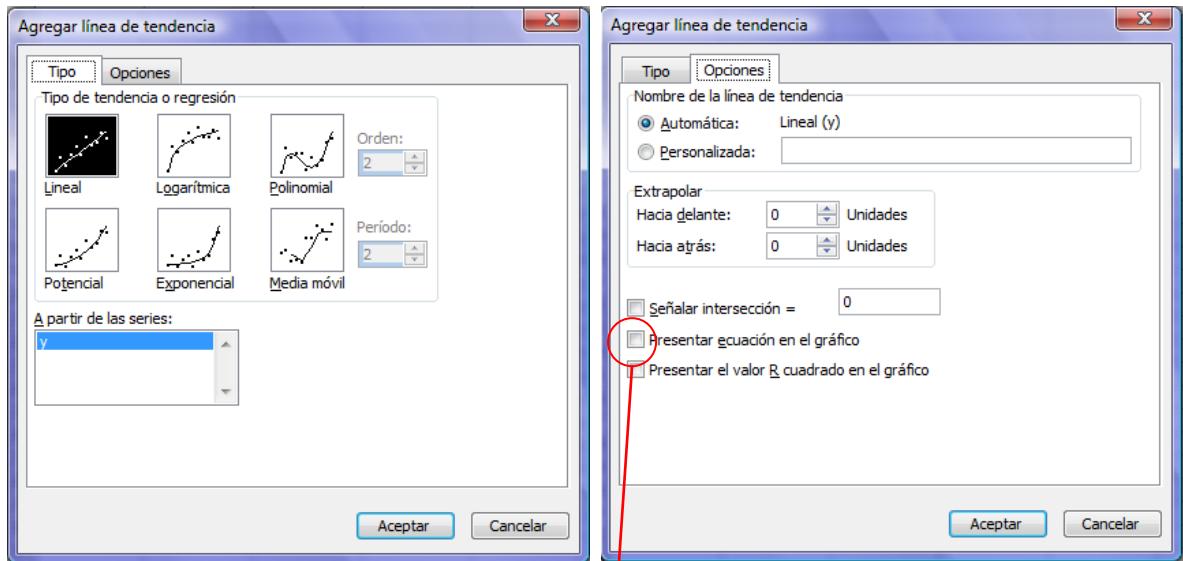 Agregar línea de tendencia
Tipo
Opciones
Tipo de tendencia o regresión
Lineal
Logarítmica
Polinomial
Orden:
2
Potencial
Exponencial
Media móvil
Período:
2
A partir de las series:
y
Aceptar
Cancelar
Agregar línea de tendencia
Tipo
Opciones
Nombre de la línea de tendencia
Automática:
Lineal (y)
Personalizada:
Extrapolar
Hacia delante:
0
Unidades
Hacia atrás:
0
Unidades
Señalar intersección =
0
Presentar ecuación en el gráfico
Presentar el valor R cuadrado en el gráfico
Aceptar
Cancelar